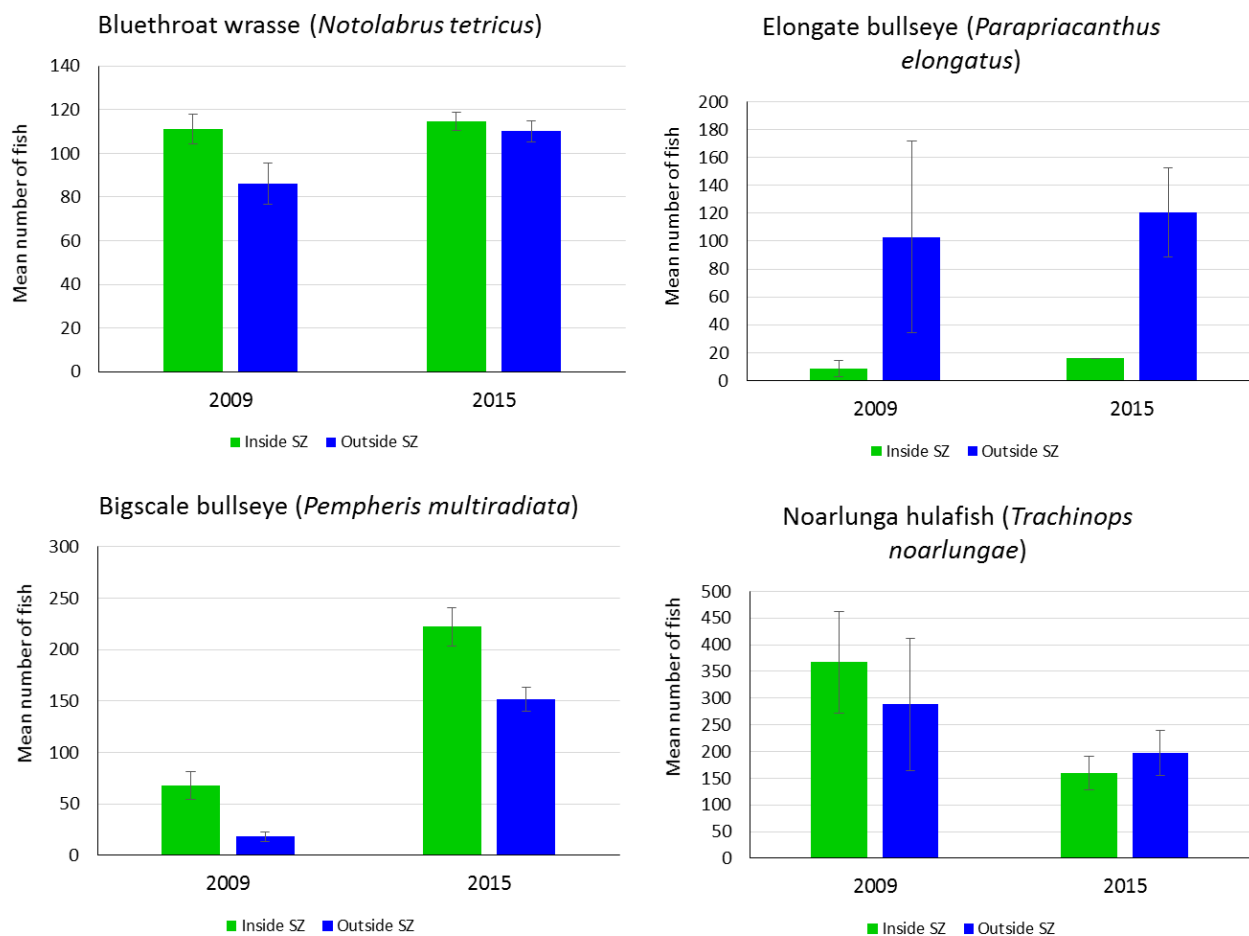 Bluethroat wrasse (Notolabrus tetricus)
Mean number of fish
140
120
100
80
60
40
20
0
2009 2015
Inside SZ Outside SZ
Elongate bullseye (Parapriacanthus
elongatus)
Mean number of fish
200
180
160
140
120
100
80
60
40
20
0
2009 2015
Inside SZ Outside SZ
Bigscale bullseye (Pempheris multiradiata)
Mean number of fish
300
250
200
150
100
50
0
2009 2015
Inside SZ Outside SZ
Noarlunga hulafish (Trachinops
noarlungae)
Mean number of fish
500
450
400
350
300
250
200
150
100
50
0
2009 2015
Inside SZ Outside SZ